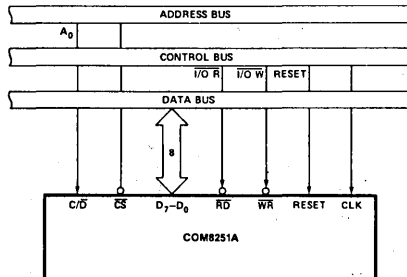 ADDRESS BUS
A₀
CONTROL BUS
I/O R I/O W RESET
DATA BUS
8
C/D CS D₇–D₀ RD WR RESET CLK
COM8251A